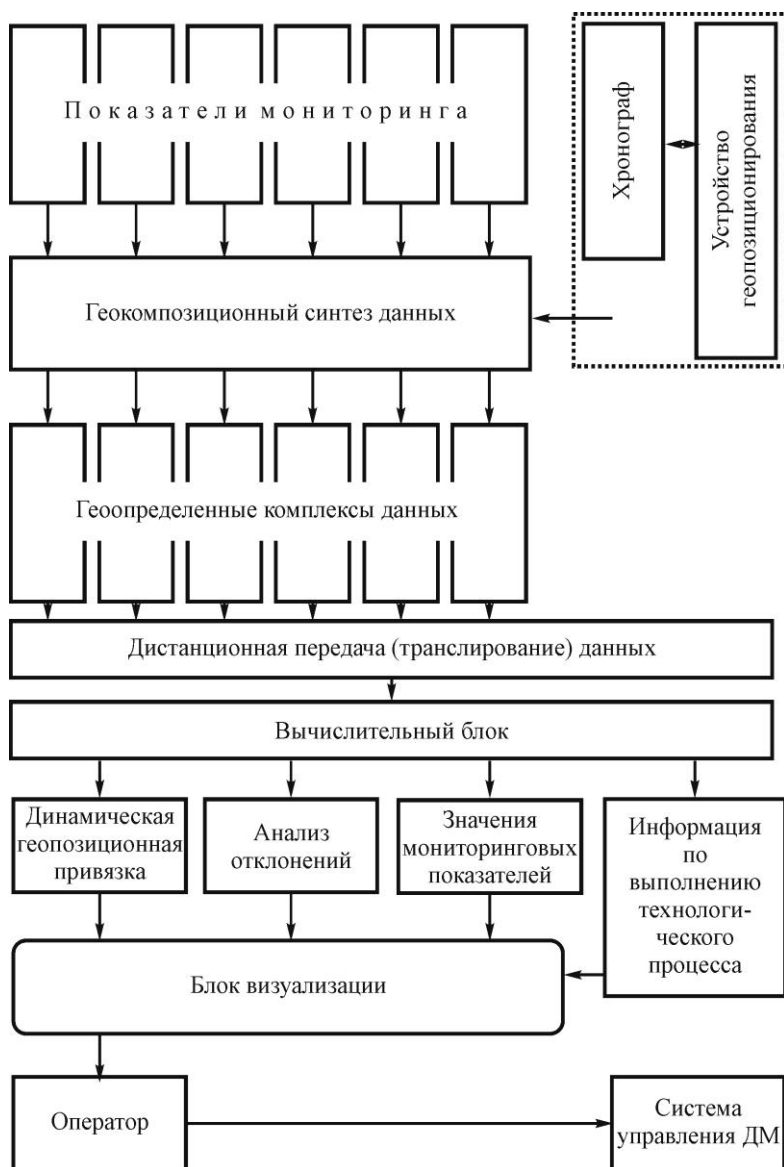 Показатели мониторинга
Хронограф
Устройство
геопозиционирования
Геокомпозиционный синтез данных
Геоопределенные комплексы данных
Дистанционная передача (транслирование) данных
Вычислительный блок
Динамическая
геопозиционная
привязка
Анализ
отклонений
Значения
мониторинговых
показателей
Информация
по
выполнению
технологи-
ческого
процесса
Блок визуализации
Оператор
Система
управления ДМ